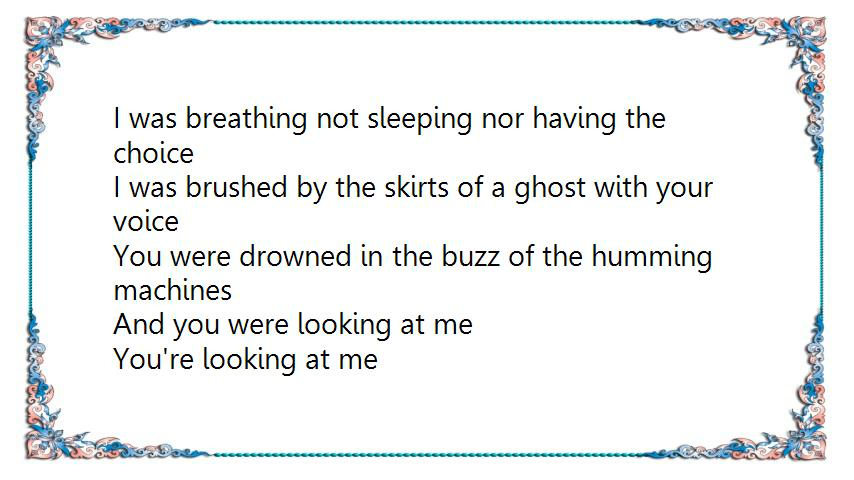 I was breathing not sleeping nor having the
choice
I was brushed by the skirts of a ghost with your
voice
You were drowned in the buzz of the humming
machines
And you were looking at me
You're looking at me